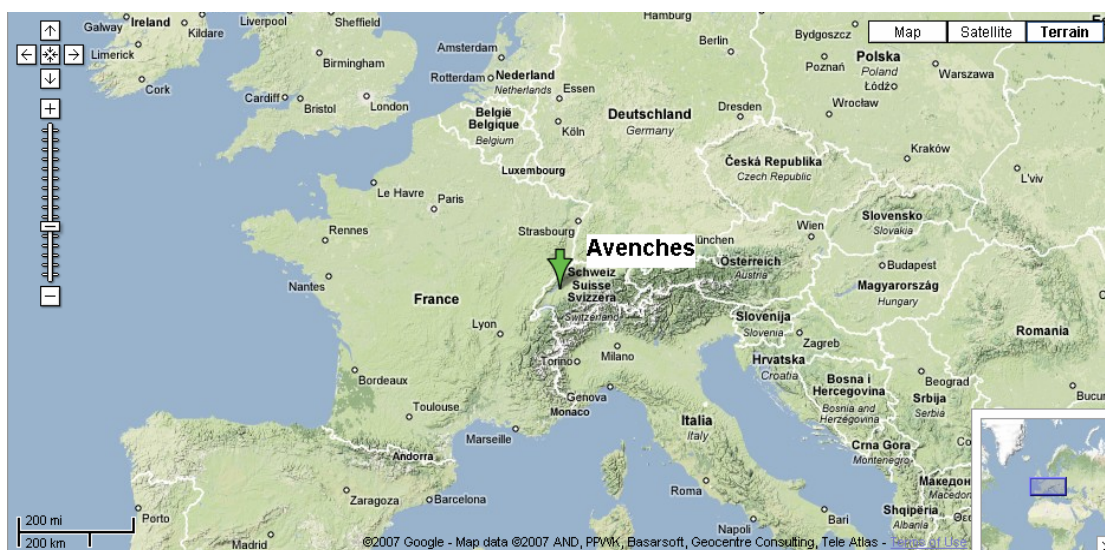 Galway
Ireland
Kildare
Limerick
Cork
Liverpool
Sheffield
Birmingham
Cardiff
Bristol
London
Amsterdam
Rotterdam
Nederland
Netherlands
Hamburg
Berlin
Bydgoszcz
Map
Satellite
Terrain
Poznań
Polska
Poland
Łódź
Warszawa
Essen
België
Belgique
Belgium
Köln
Deutschland
Germany
Dresden
Wrocław
Luxembourg
Česká Republika
Czech Republic
Kraków
L'viv
Le Havre
Paris
Rennes
Strasbourg
Slovensko
Slovakia
Wien
Avenches
München
Nantes
France
Schweiz
Suisse
Svizzera
Switzerland
Österreich
Austria
Budapest
Magyarország
Hungary
Lyon
Slovenija
Slovenia
Zagreb
Romania
Torino
Milano
Hrvatska
Croatia
Bordeaux
Genova
Monaco
Bosna i
Hercegovina
Bosnia and
Herzegovina
Beograd
Srbija
Serbia
Toulouse
Marseille
Italia
Italy
Andorra
Crna Gora
Montenegro
Zaragoza
Barcelona
Roma
Porto
Madrid
Napoli
Bari
Shqipëria
Albania
200 mi
200 km
©2007 Google - Map data ©2007 AND, PPWK, Basarsoft, Geocentre Consulting, Tele Atlas - Terms of Use